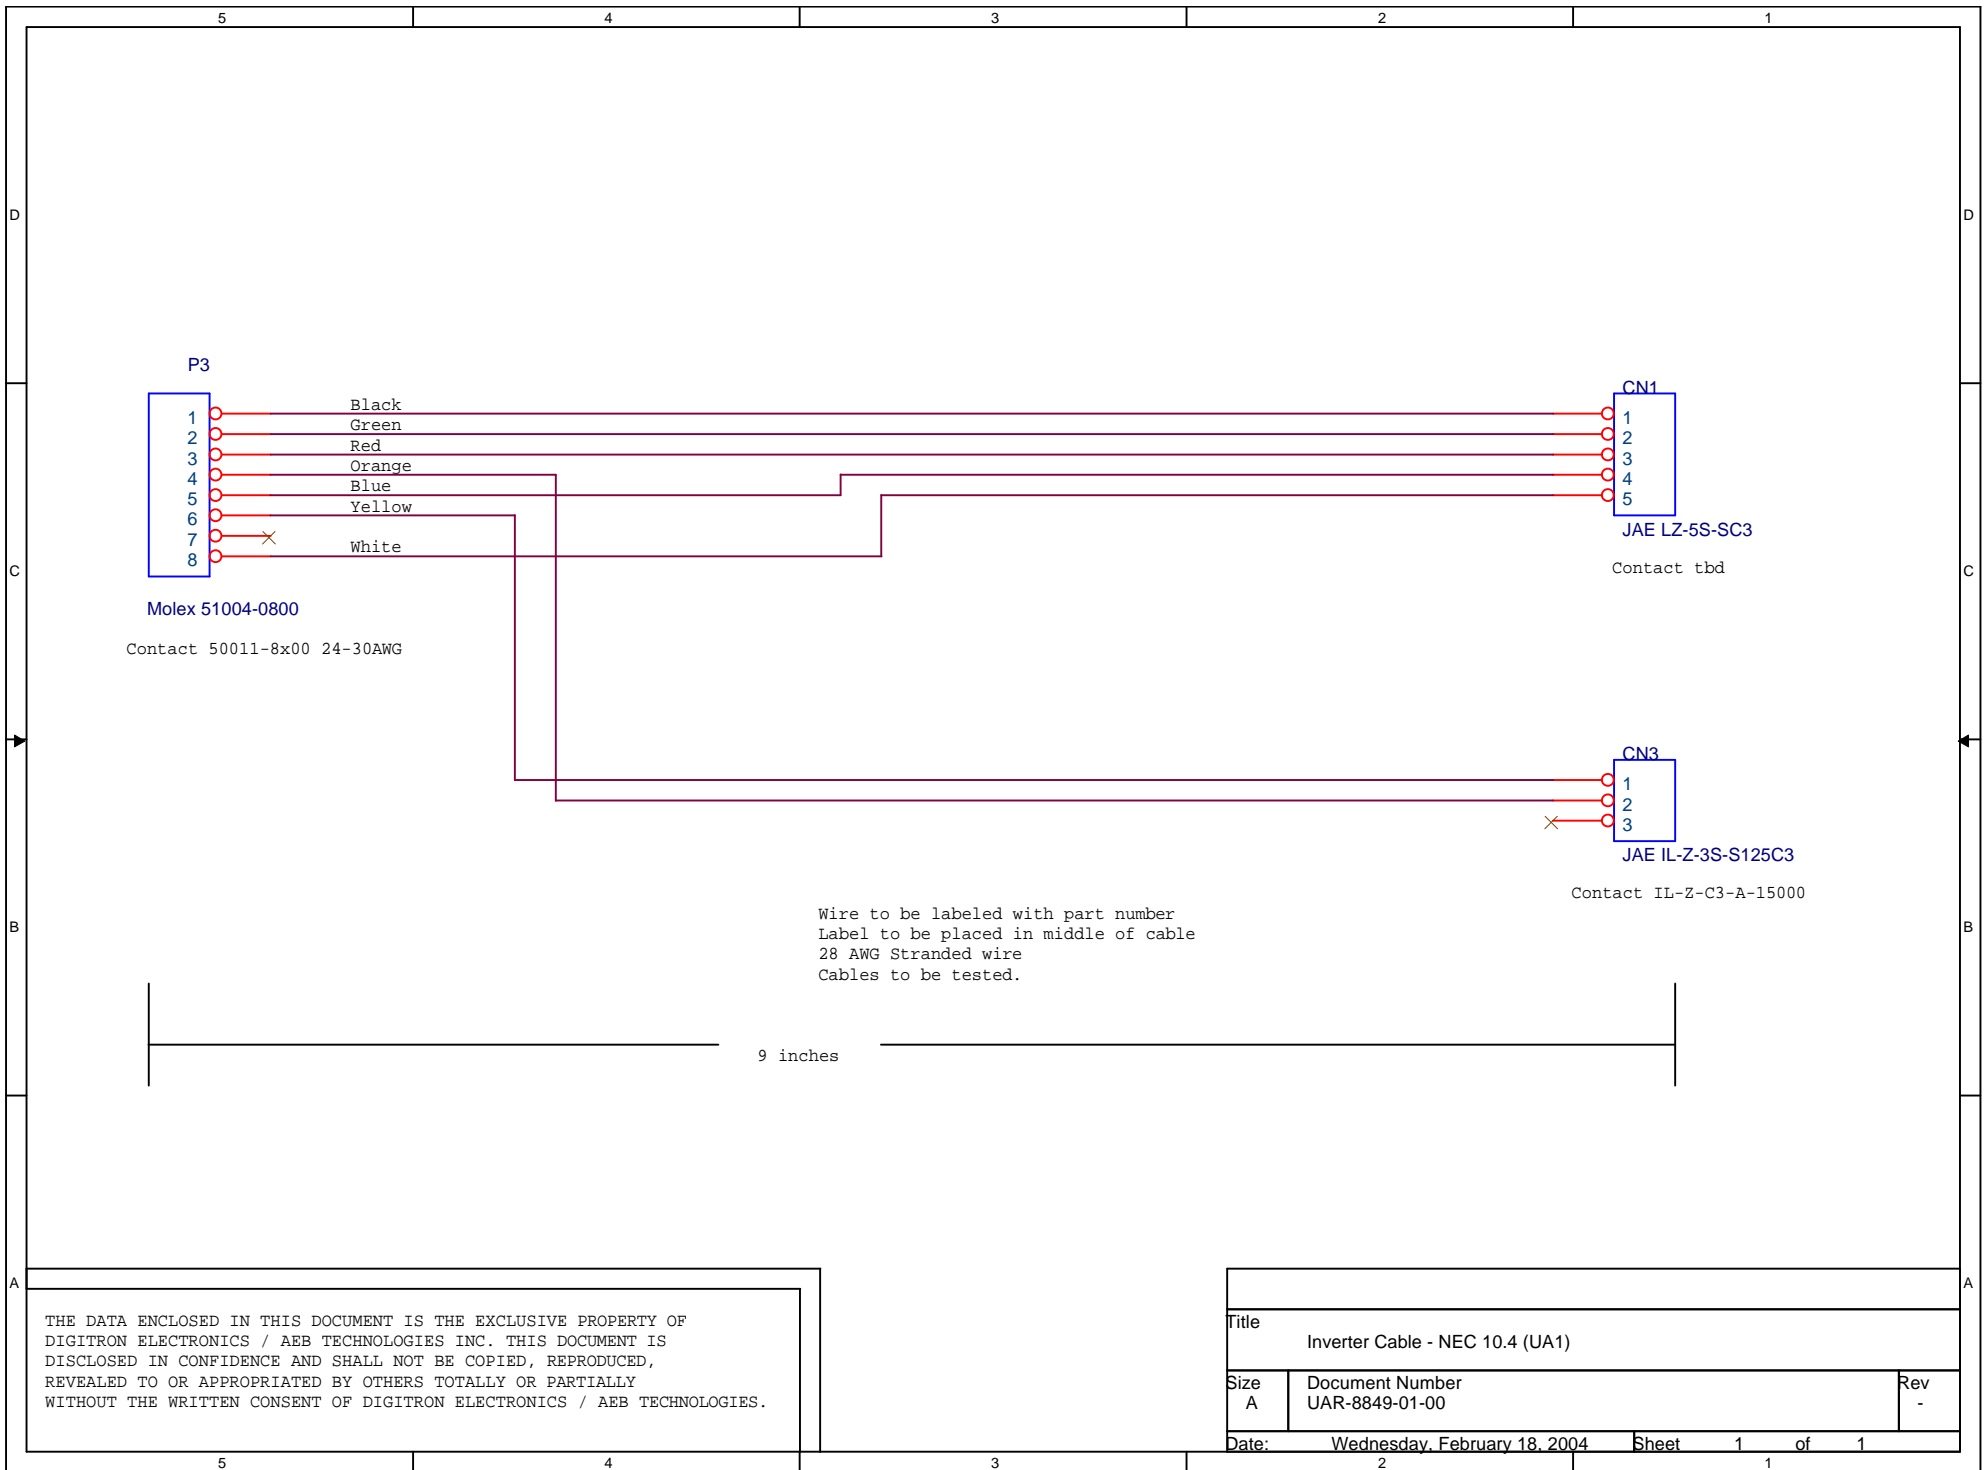 5 4 3 2 1
D D
P3
CN1
1 Black 1
2 Green 2
3 Red 3
4 Orange 4
5 Blue 5
6 Yellow
7
8 White
JAE LZ-5S-SC3
Contact tbd
C C
Molex 51004-0800
Contact 50011-8x00 24-30AWG
CN3
1
2
3
JAE IL-Z-3S-S125C3
Contact IL-Z-C3-A-15000
B B
Wire to be labeled with part number
Label to be placed in middle of cable
28 AWG Stranded wire
Cables to be tested.
9 inches
A A
THE DATA ENCLOSED IN THIS DOCUMENT IS THE EXCLUSIVE PROPERTY OF
DIGITRON ELECTRONICS / AEB TECHNOLOGIES INC. THIS DOCUMENT IS
DISCLOSED IN CONFIDENCE AND SHALL NOT BE COPIED, REPRODUCED,
REVEALED TO OR APPROPRIATED BY OTHERS TOTALLY OR PARTIALLY
WITHOUT THE WRITTEN CONSENT OF DIGITRON ELECTRONICS / AEB TECHNOLOGIES.
Title
Inverter Cable - NEC 10.4 (UA1)
Size Document Number Rev
A UAR-8849-01-00 -
Date: Wednesday, February 18, 2004 Sheet 1 of 1
5 4 3 2 1